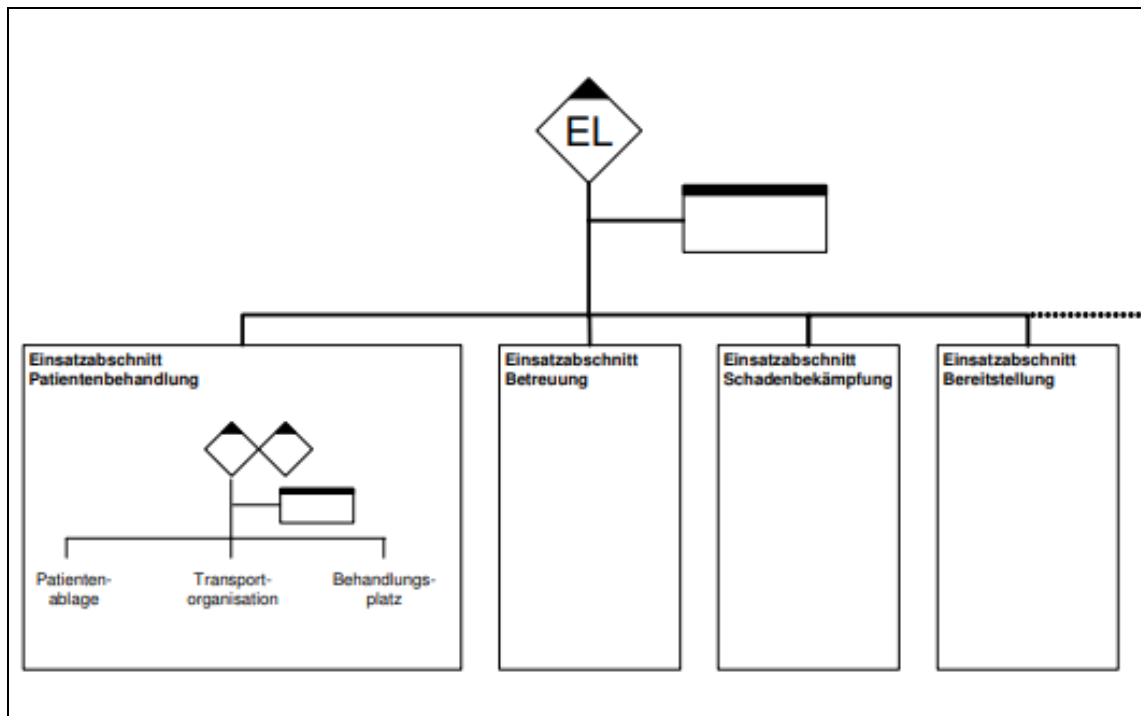 EL
Einsatzabschnitt
Patientenbehandlung
Patienten-
ablage
Transport-
organisation
Behandlungs-
platz
Einsatzabschnitt
Betreuung
Einsatzabschnitt
Schadenbekämpfung
Einsatzabschnitt
Bereitstellung